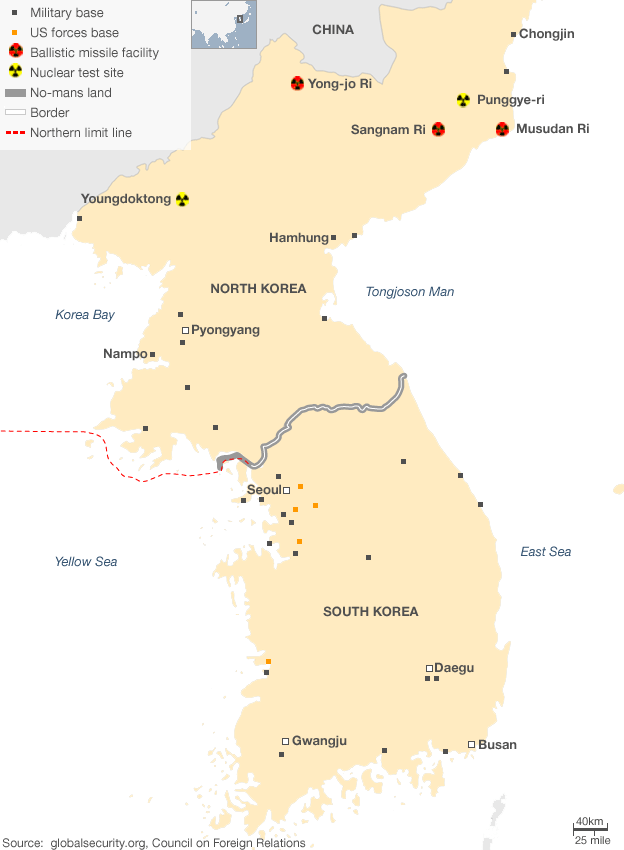 Military base
US forces base
Ballistic missile facility
Nuclear test site
No-mans land
Border
Northern limit line
CHINA
Chongjin
Yong-jo Ri
Punggye-ri
Sangnam Ri
Musudan Ri
Youngdoktong
Hamhung
NORTH KOREA
Tongjoson Man
Korea Bay
Pyongyang
Nampo
Seoul
Yellow Sea
East Sea
SOUTH KOREA
Daegu
Gwangju
Busan
40km
25 mile
Source: globalsecurity.org, Council on Foreign Relations